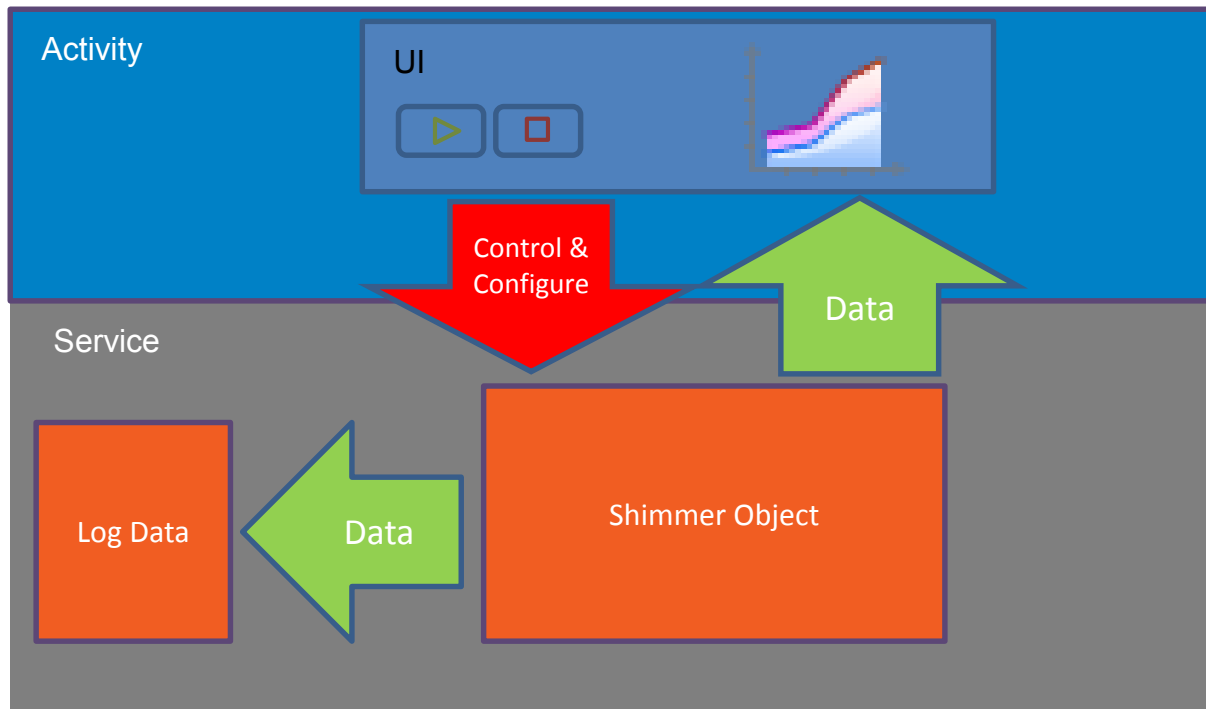 Activity
UI
Control &
Configure
Data
Service
Log Data
Data
Shimmer Object